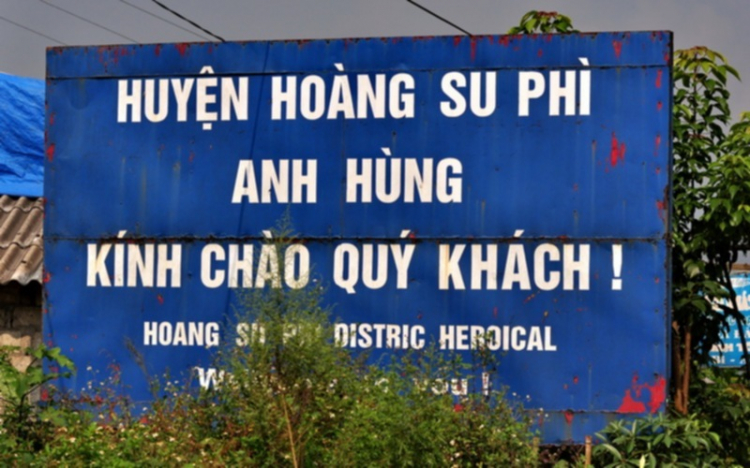 HUYỆN HOÀNG SU PHÌ
ANH HÙNG
KÍNH CHÀO QUÝ KHÁCH !
HOANG SU PHI DISTRIC HEROICAL
you !